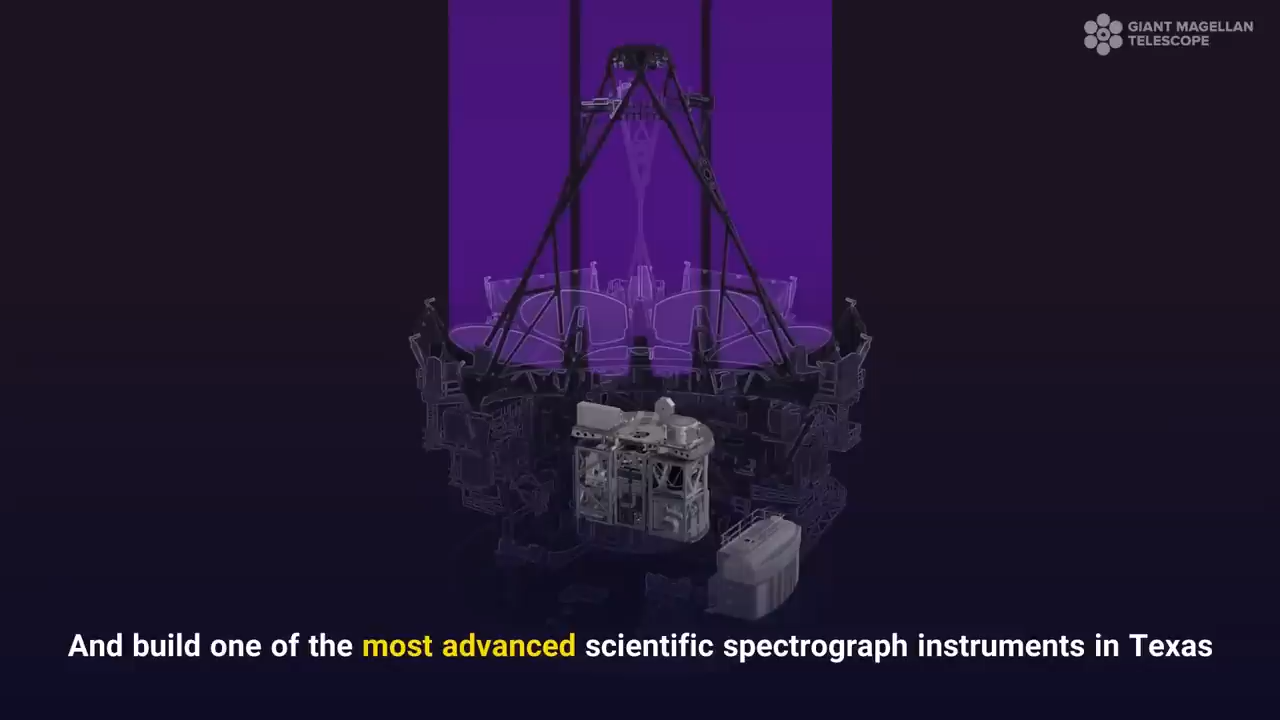 GIANT MAGELLAN
TELESCOPE
And build one of the most advanced scientific spectrograph instruments in Texas